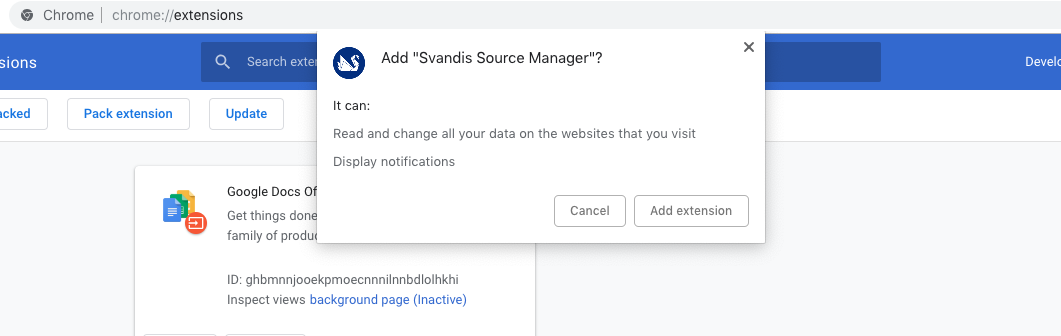 Chrome | chrome://extensions
sions
Search exter
Develo
Add "Svandis Source Manager"?
It can:
Read and change all your data on the websites that you visit
Display notifications
Cancel
Add extension
acked
Pack extension
Update
Google Docs Of
Get things done
family of produc
ID: ghbmnnjooekpmoecnnnilnnbdlolhkhi
Inspect views background page (Inactive)